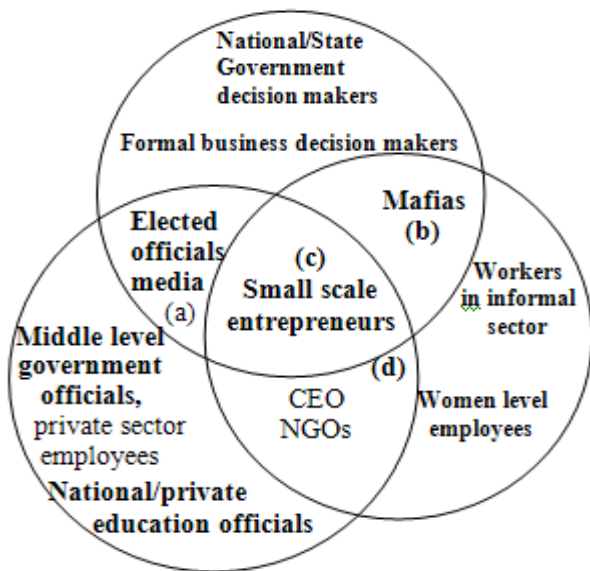 National/State
Government
decision makers
Formal business decision makers
Mafias
(b)
Elected
officials
media
(a)
(c)
Small scale
entrepreneurs
Workers
in informal
sector
Middle level
government
officials,
private sector
employees
(d)
CEO
NGOs
Women level
employees
National/private
education officials